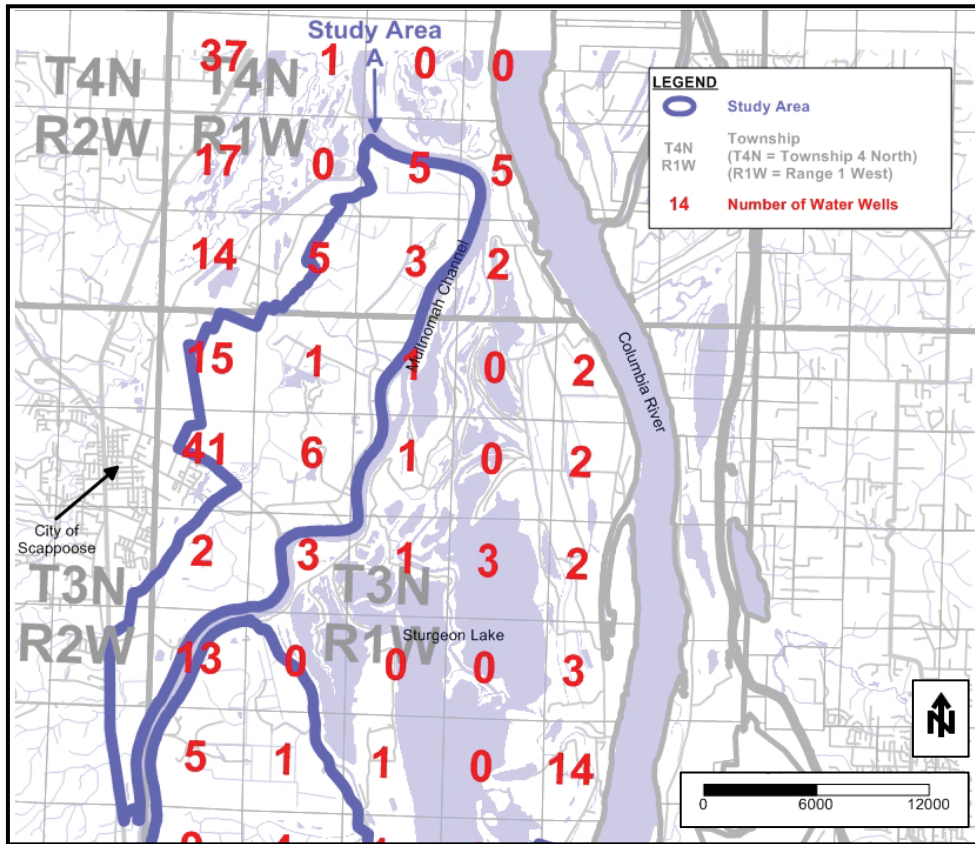 Study Area
A
37 1 0 0
T4N T4N
R2W R1W
17 0 5 5
14 5 3 2
Multnomah Channel
15 1 1 0 2
Columbia River
41 6 1 0 2
City of
Scappoose
2 3 1 3 2
T3N T3N
R2W R1W
Sturgeon Lake
13 0 0 0 3
5 1 1 0 14
LEGEND
Study Area
T4N
R1W
Township
(T4N = Township 4 North)
(R1W = Range 1 West)
14 Number of Water Wells
N
0 6000 12000